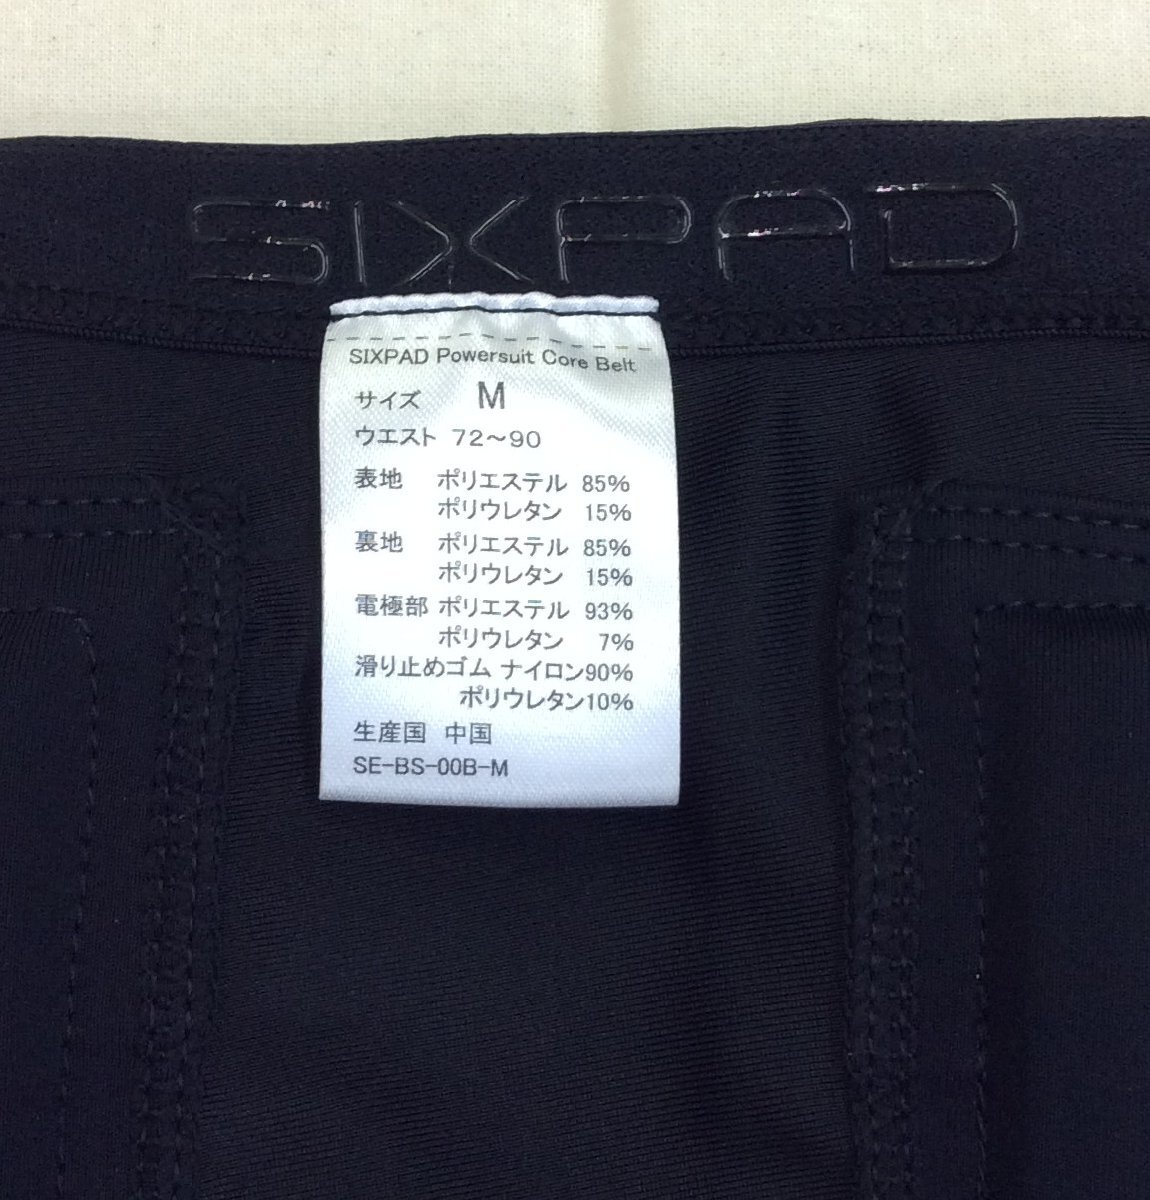 SIXPAD
SIXPAD Powersuit Core Belt
サイズ M
ウエスト 72～90
表地 ポリエステル 85%
ポリウレタン 15%
裏地 ポリエステル 85%
ポリウレタン 15%
電極部 ポリエステル 93%
ポリウレタン 7%
滑り止めゴム ナイロン90%
ポリウレタン10%
生産国 中国
SE-BS-00B-M